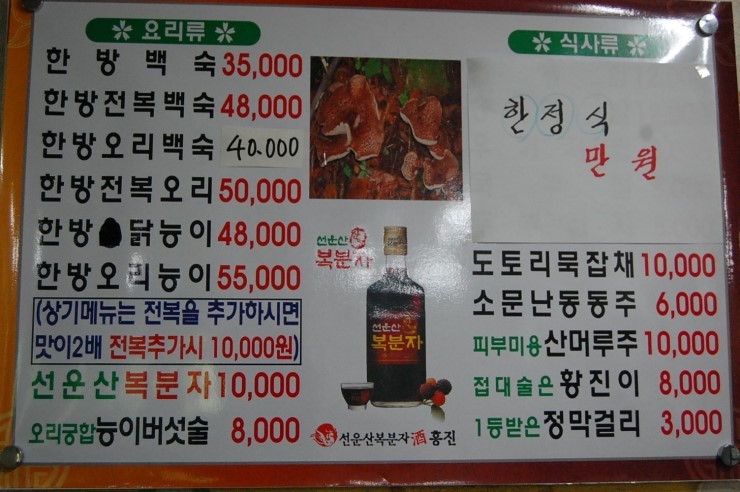 요리류
한방백숙 35,000
한방전복백숙 48,000
한방오리백숙 40.000
한방전복오리 50,000
한방 닭능이 48,000
한방오리능이 55,000
(상기메뉴는 전복을 추가하시면
맛이2배 전복추가시 10,000원)
선운산복분자 10,000
오리궁합능이버섯술 8,000
선운산
복분자
선운산
복분자
선운산복분자酒흥진
식사류
한정식
만원
도토리묵잡채 10,000
소문난동동주 6,000
피부미용산머루주 10,000
접대술은황진이 8,000
1등받은정막걸리 3,000